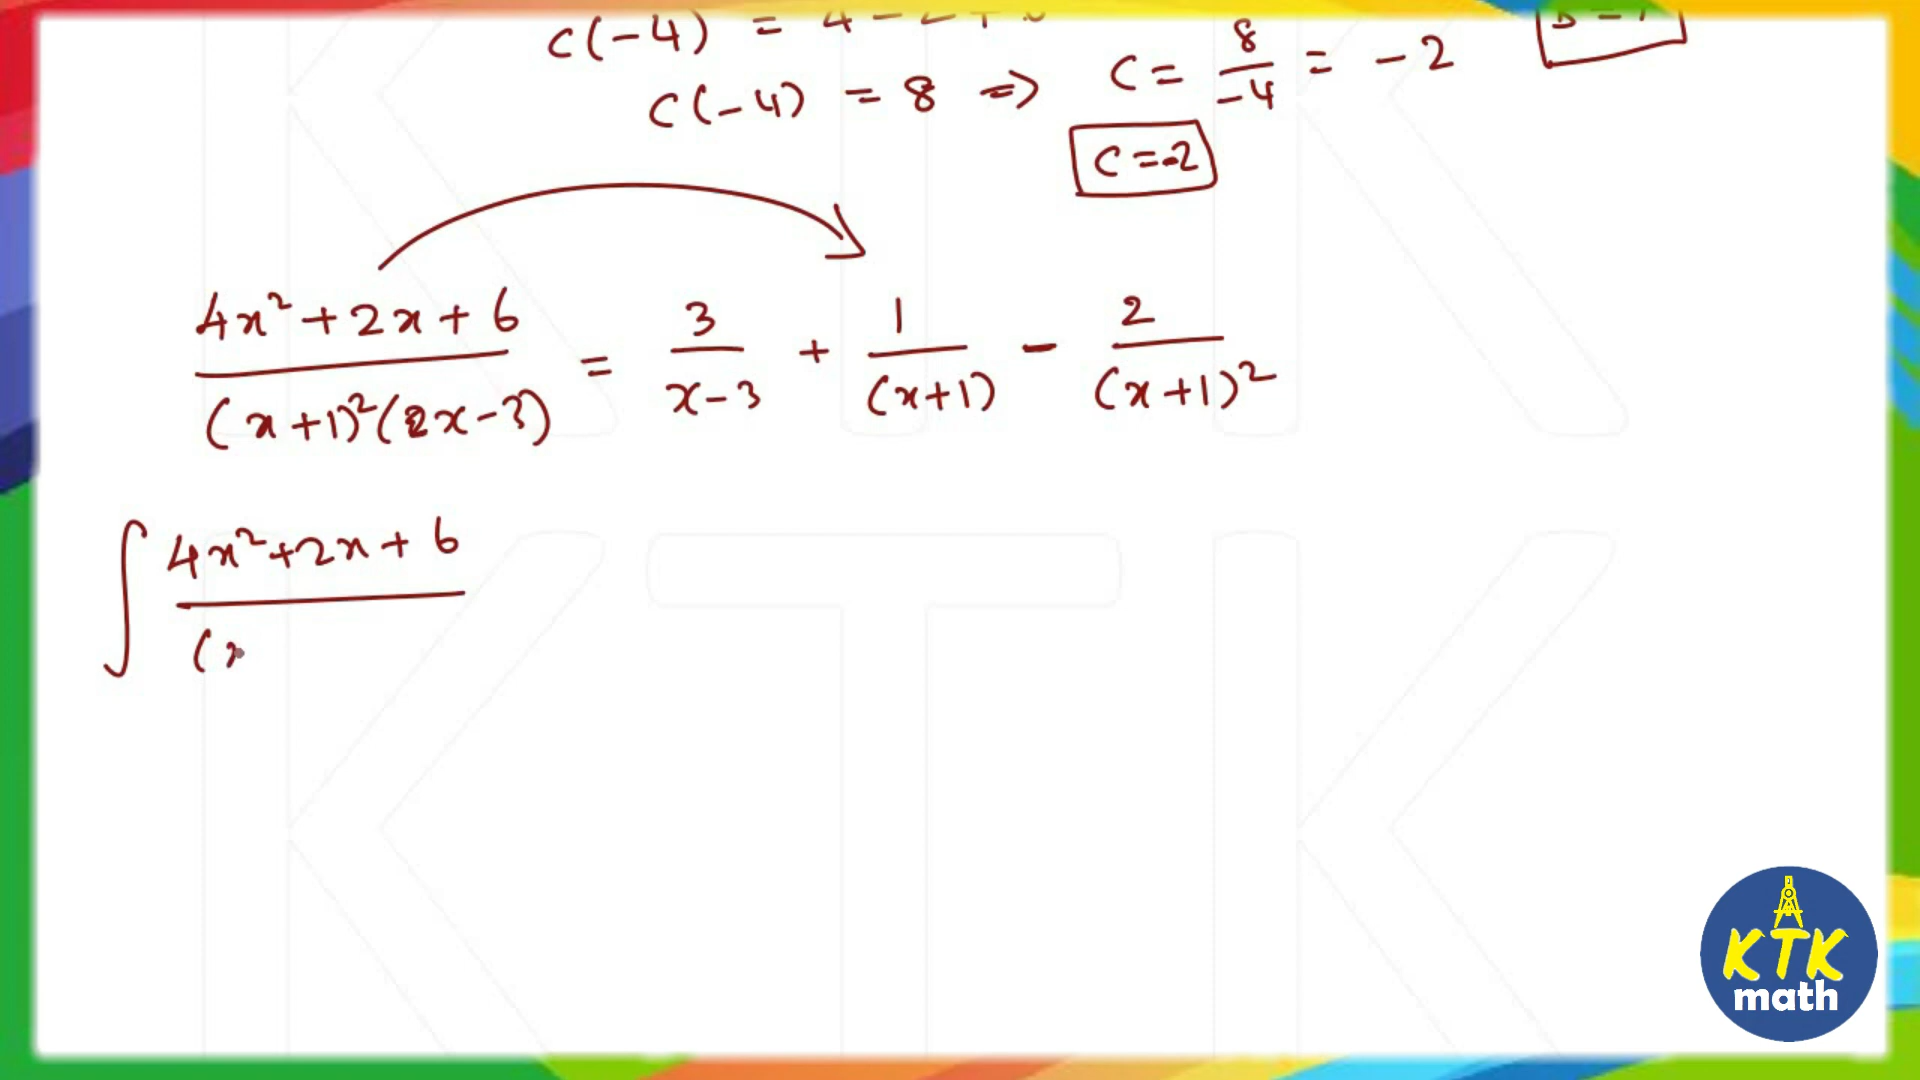 C(-4) =
C(-4) = 8 => C = 8/-4 = -2
C = -2
4x²+2x+6 / (x+1)²(2x-3) = 3/x-3 + 1/(x+1) - 2/(x+1)²
∫ 4x²+2x+6 / (x
KTK
math